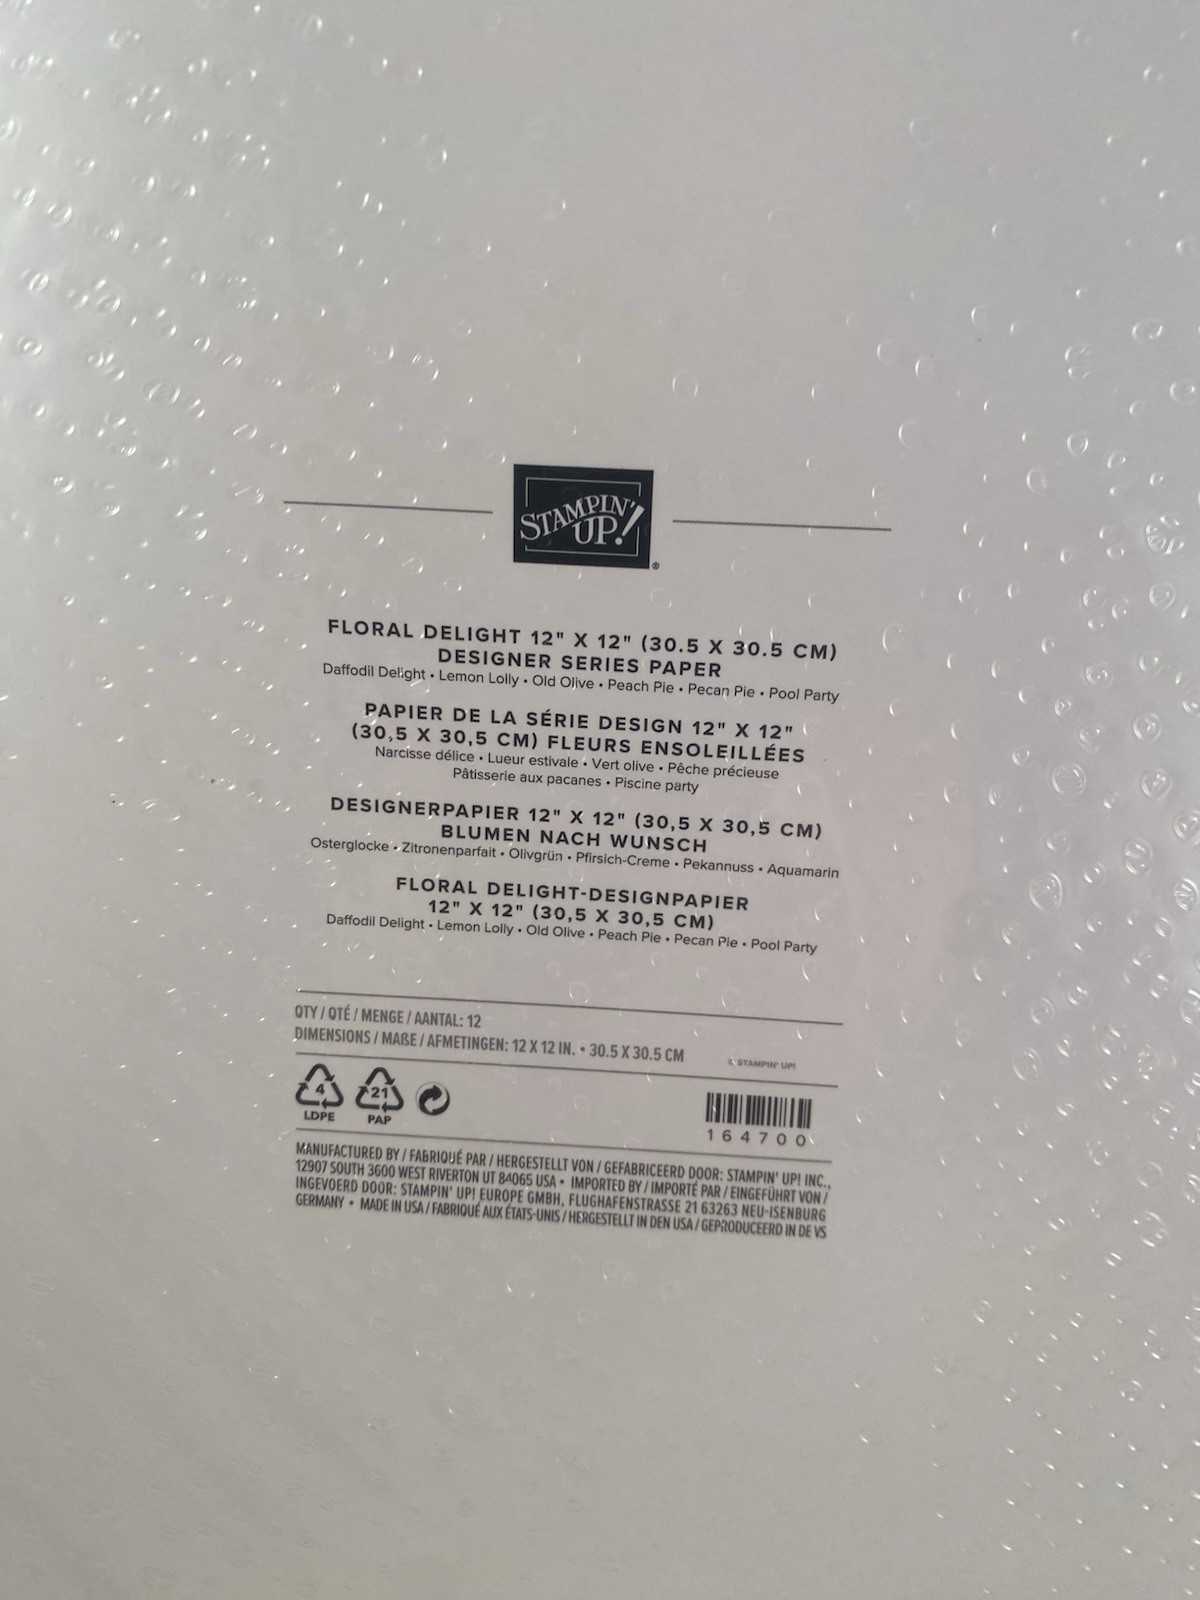 STAMPIN' UP!®
FLORAL DELIGHT 12" X 12" (30.5 X 30.5 CM)
DESIGNER SERIES PAPER
Daffodil Delight • Lemon Lolly • Old Olive • Peach Pie • Pecan Pie • Pool Party
PAPIER DE LA SÉRIE DESIGN 12" X 12"
(30,5 X 30,5 CM) FLEURS ENSOLEILLÉES
Narcisse délice • Lueur estivale • Vert olive • Pêche précieuse
Pâtisserie aux pacanes • Piscine party
DESIGNERPAPIER 12" X 12" (30,5 X 30,5 CM)
BLUMEN NACH WUNSCH
Osterglocke • Zitronenparfait • Olivgrün • Pfirsich-Creme • Pekannuss • Aquamarin
FLORAL DELIGHT-DESIGNPAPIER
12" X 12" (30,5 X 30,5 CM)
Daffodil Delight • Lemon Lolly • Old Olive • Peach Pie • Pecan Pie • Pool Party
QTY / QTÉ / MENGE / AANTAL: 12
DIMENSIONS / MAßE / AFMETINGEN: 12 X 12 IN. • 30.5 X 30.5 CM
© STAMPIN' UP!
4 21
LDPE PAP
164700
MANUFACTURED BY / FABRIQUÉ PAR / HERGESTELLT VON / GEFABRICEERD DOOR: STAMPIN' UP! INC.,
12907 SOUTH 3600 WEST RIVERTON UT 84065 USA • IMPORTED BY / IMPORTÉ PAR / EINGEFÜHRT VON /
INGEVOERD DOOR: STAMPIN' UP! EUROPE GMBH, FLUGHAFENSTRASSE 21 63263 NEU-ISENBURG
GERMANY • MADE IN USA / FABRIQUÉ AUX ÉTATS-UNIS / HERGESTELLT IN DEN USA / GEPRODUCEERD IN DE VS